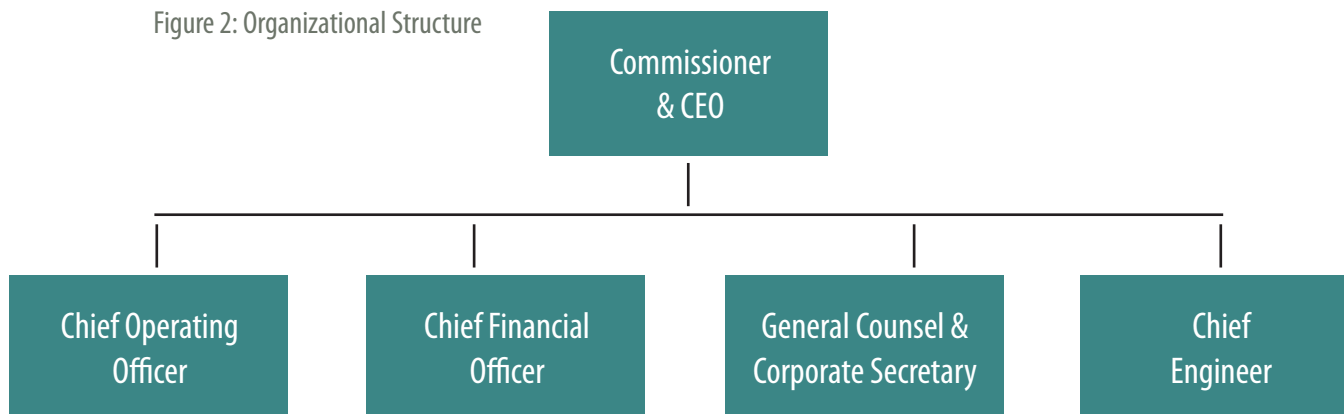 Figure 2: Organizational Structure
Commissioner
& CEO
Chief Operating
Officer
Chief Financial
Officer
General Counsel &
Corporate Secretary
Chief
Engineer